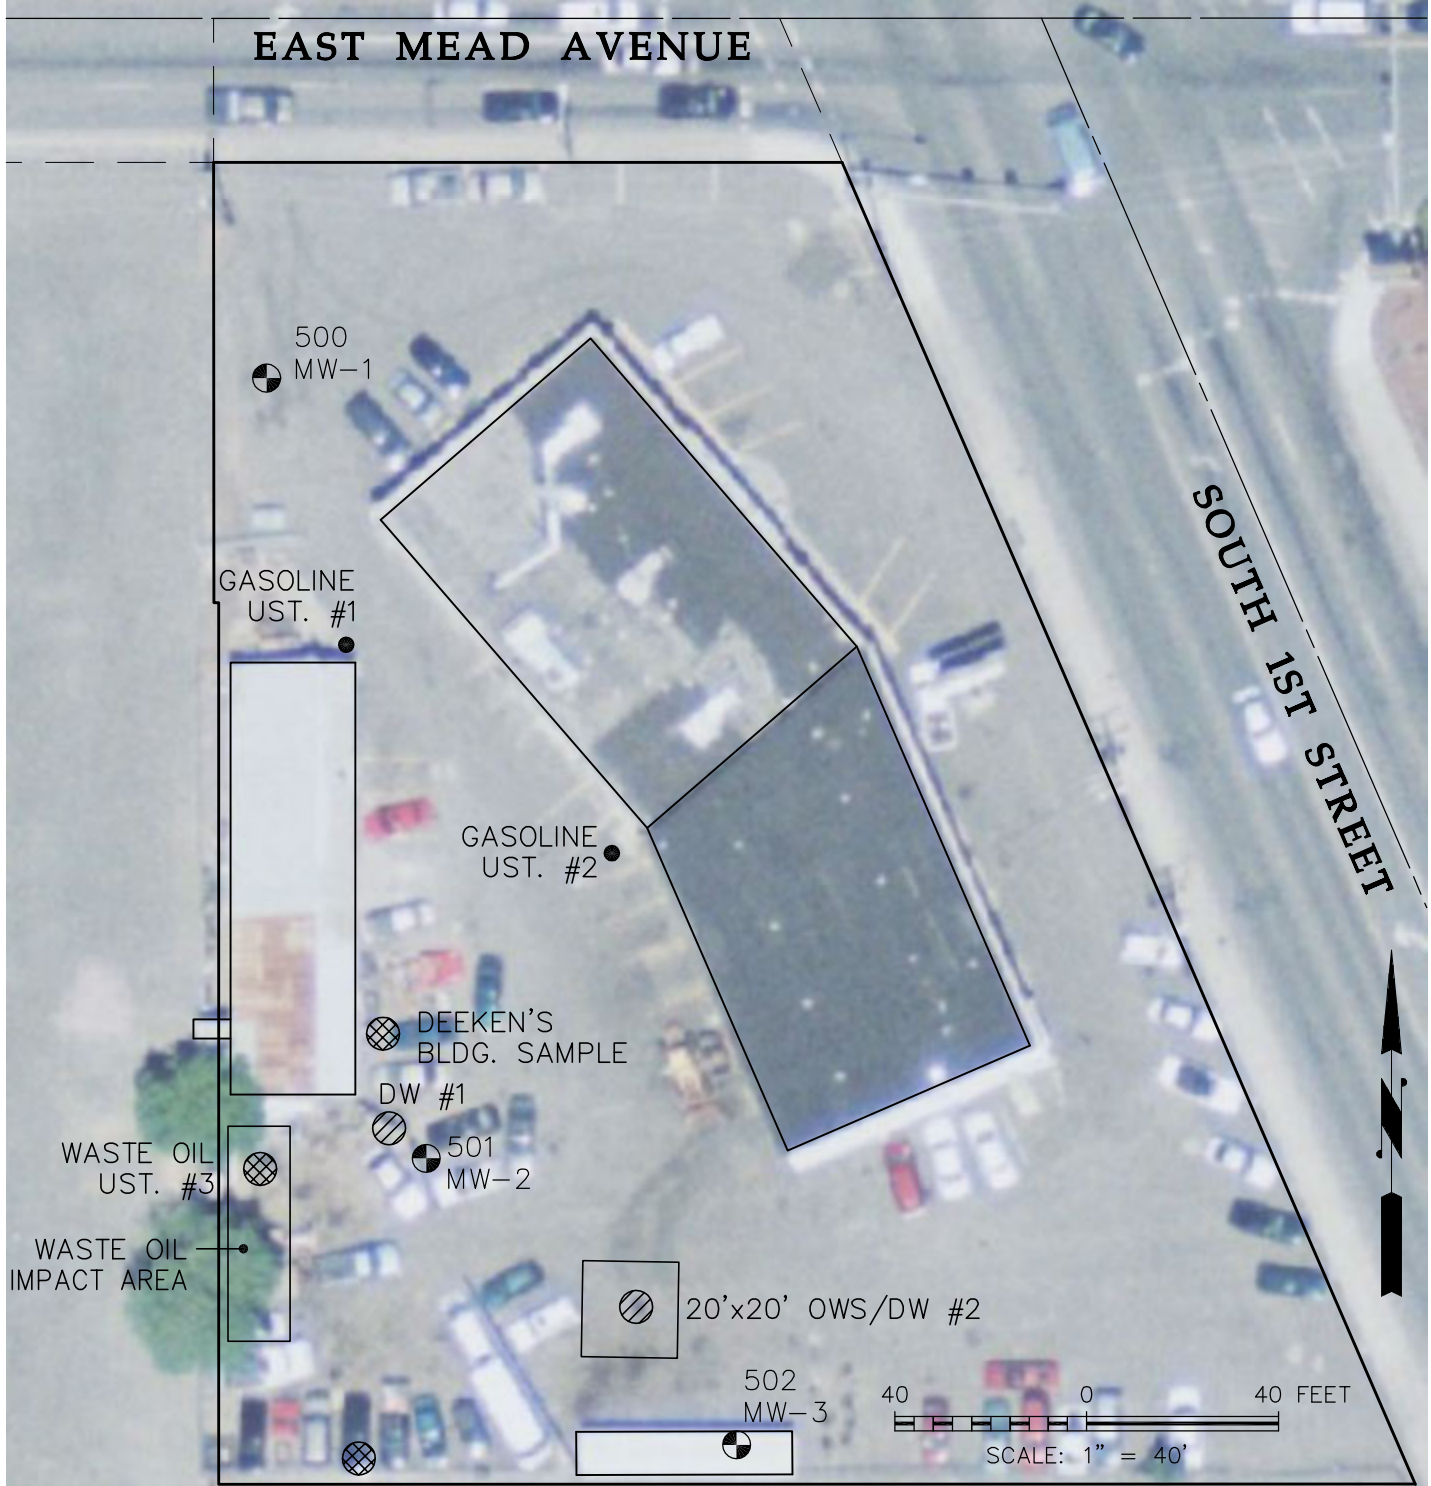 EAST MEAD AVENUE
500
MW-1
SOUTH 1ST STREET
GASOLINE
UST. #1
GASOLINE
UST. #2
DEEKEN'S
BLDG. SAMPLE
DW #1
501
MW-2
WASTE OIL
UST. #3
WASTE OIL
IMPACT AREA
20'x20' OWS/DW #2
502
MW-3
40 0 40 FEET
SCALE: 1" = 40'
N